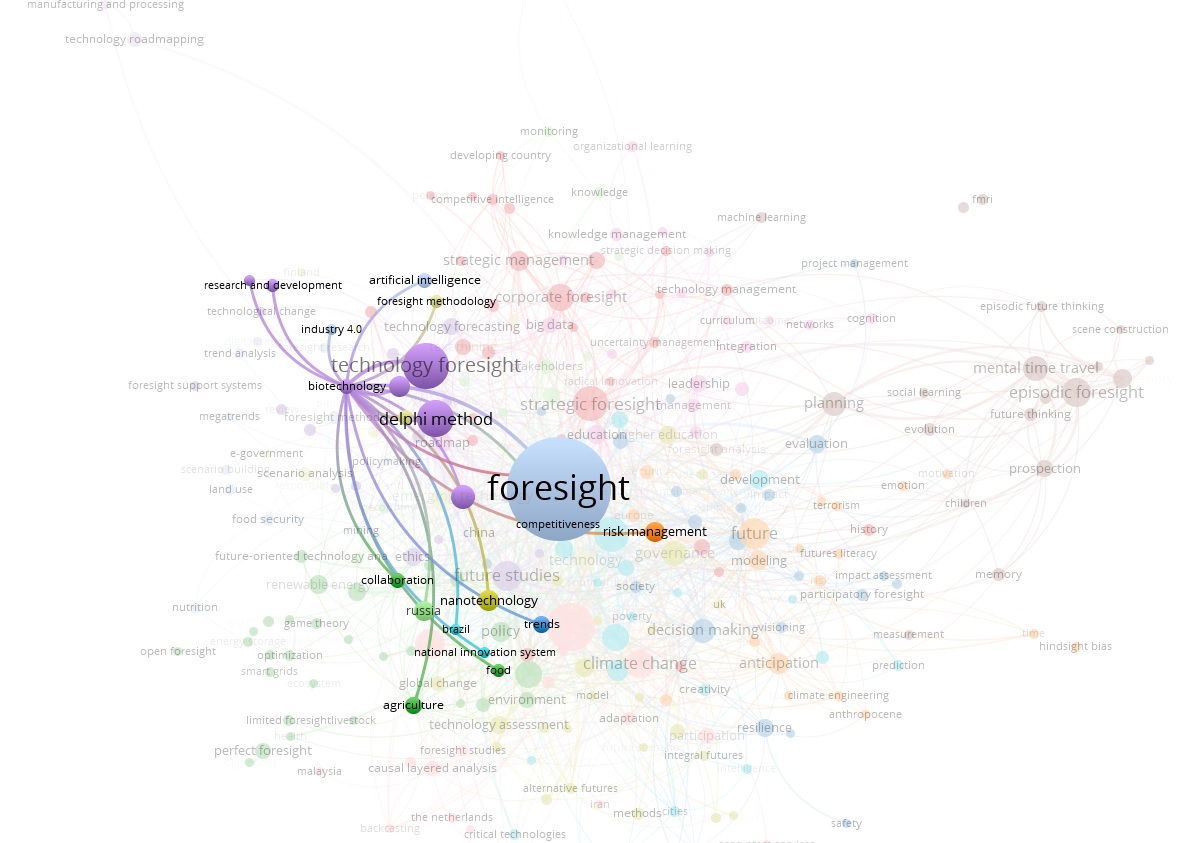 manufacturing and processing
technology roadmapping
monitoring
organizational learning
developing country
competitive intelligence
knowledge
fmri
machine learning
knowledge management
strategic decision making
strategic management
project management
finland
artificial intelligence
research and development
technology management
foresight methodology
corporate foresight
episodic foresight thinking
technological change
curriculum
cognition
networks
technology forecasting
big data
industry 4.0
scene construction
uncertainty management
integration
trend analysis
technology foresight
stakeholders
mental time travel
radical innovation
leadership
foresight support systems
biotechnology
social learning
episodic foresight
strategic foresight
management
planning
megatrends
delphi method
future thinking
evolution
education
higher education
roadmap
evaluation
foresight analysis
e-government
policymaking
prospection
scenario building
scenario analysis
motivation
development
emotion
foresight
land use
impact
children
terrorism
europe
food security
competitiveness
mining
china
risk management
future
history
governance
futures literacy
future-oriented technology ana
ethics
technology
modeling
memory
future studies
impact assessment
collaboration
renewable energy
society
participatory foresight
nutrition
russia
nanotechnology
uk
game theory
brazil
policy
trends
poverty
decision making
visioning
measurement
time
energy storage
open foresight
optimization
national innovation system
hindsight bias
smart grids
food
climate change
anticipation
prediction
ecosystem
global change
creativity
agriculture
environment
model
climate engineering
limited foresight
livestock
technology assessment
adaptation
anthropocene
health
participation
resilience
perfect foresight
foresight studies
integral futures
malaysia
causal layered analysis
intelligence
alternative futures
iran
methods
cities
the netherlands
safety
backcasting
critical technologies